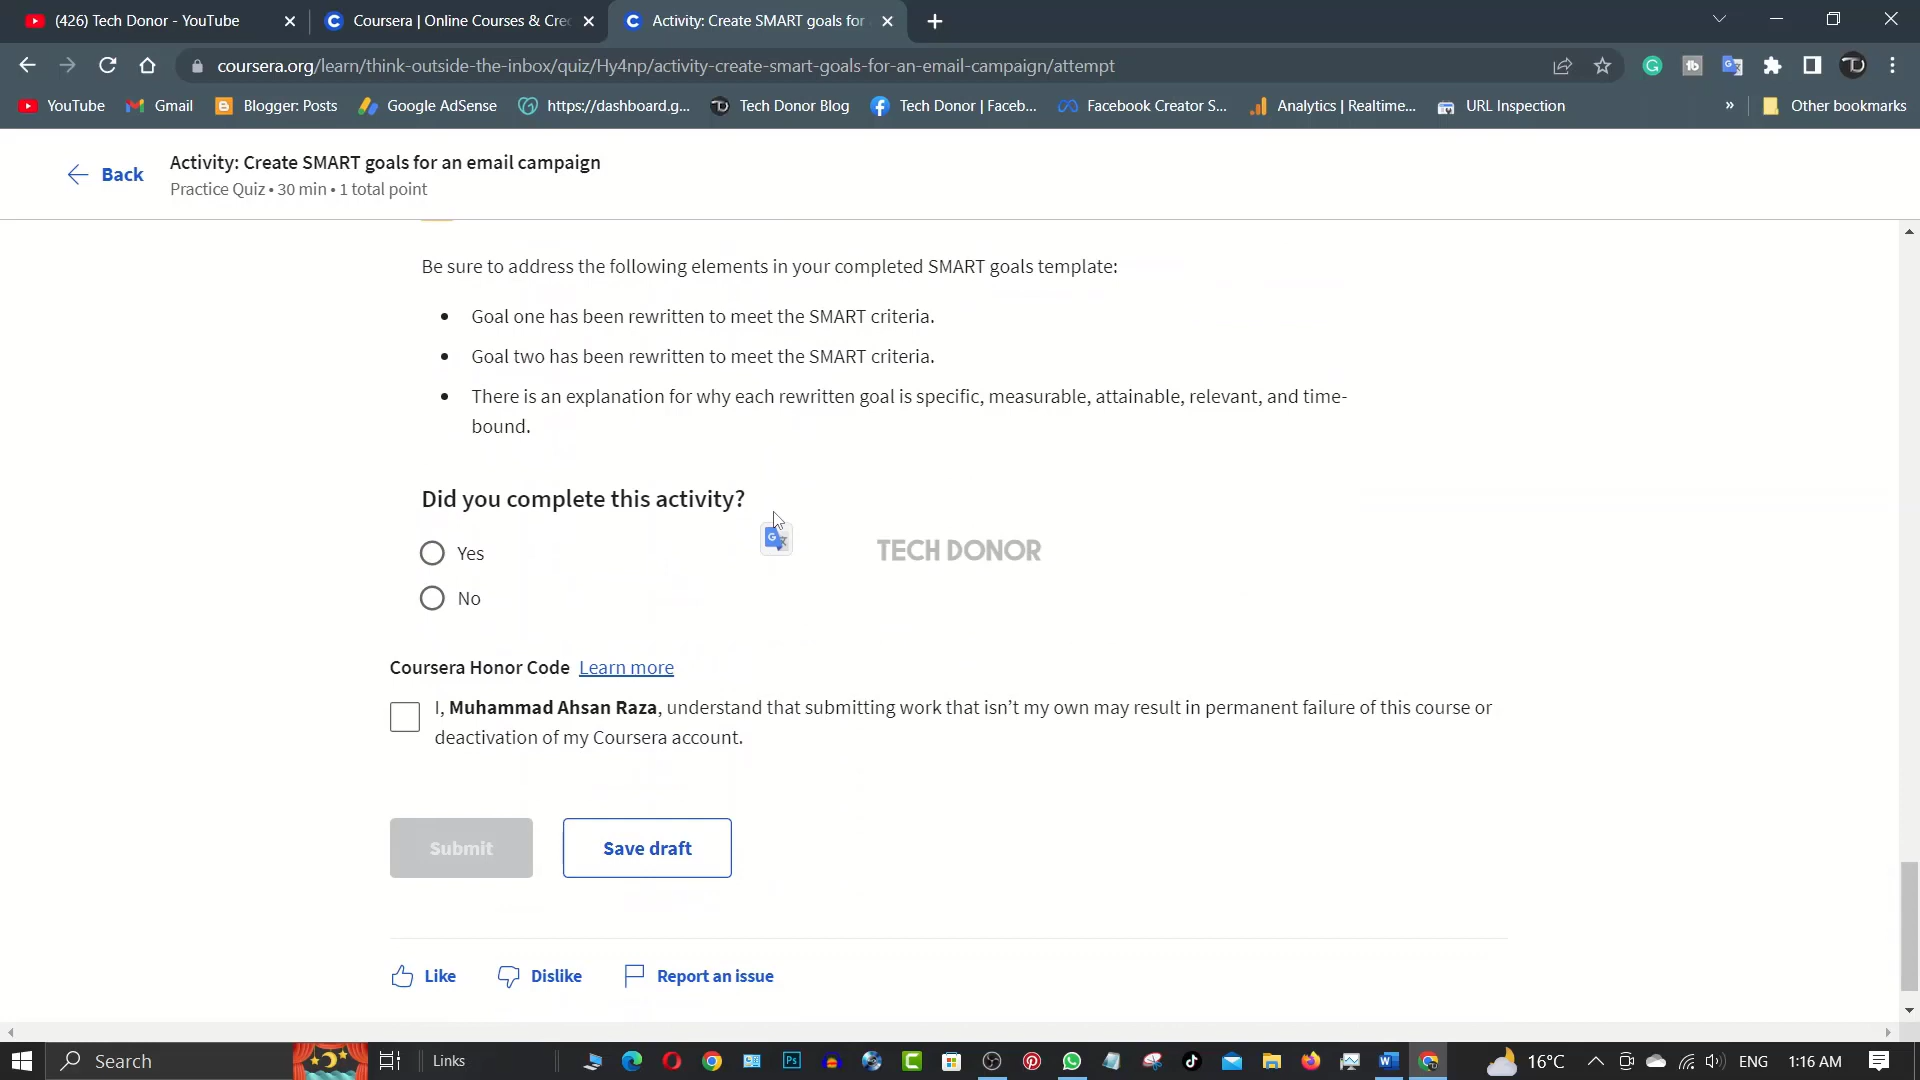 (426) Tech Donor - YouTube
Coursera | Online Courses & Cre
Activity: Create SMART goals for
coursera.org/learn/think-outside-the-inbox/quiz/Hy4np/activity-create-smart-goals-for-an-email-campaign/attempt
YouTube
Gmail
Blogger: Posts
Google AdSense
https://dashboard.g...
Tech Donor Blog
Tech Donor | Faceb...
Facebook Creator S...
Analytics | Realtime...
URL Inspection
»
Other bookmarks
Back
Activity: Create SMART goals for an email campaign
Practice Quiz • 30 min • 1 total point
Be sure to address the following elements in your completed SMART goals template:
• Goal one has been rewritten to meet the SMART criteria.
• Goal two has been rewritten to meet the SMART criteria.
• There is an explanation for why each rewritten goal is specific, measurable, attainable, relevant, and time-
bound.
Did you complete this activity?
Yes
TECH DONOR
No
Coursera Honor Code Learn more
I, Muhammad Ahsan Raza, understand that submitting work that isn't my own may result in permanent failure of this course or
deactivation of my Coursera account.
Submit
Save draft
Like
Dislike
Report an issue
Search
Links
16°C
ENG
1:16 AM